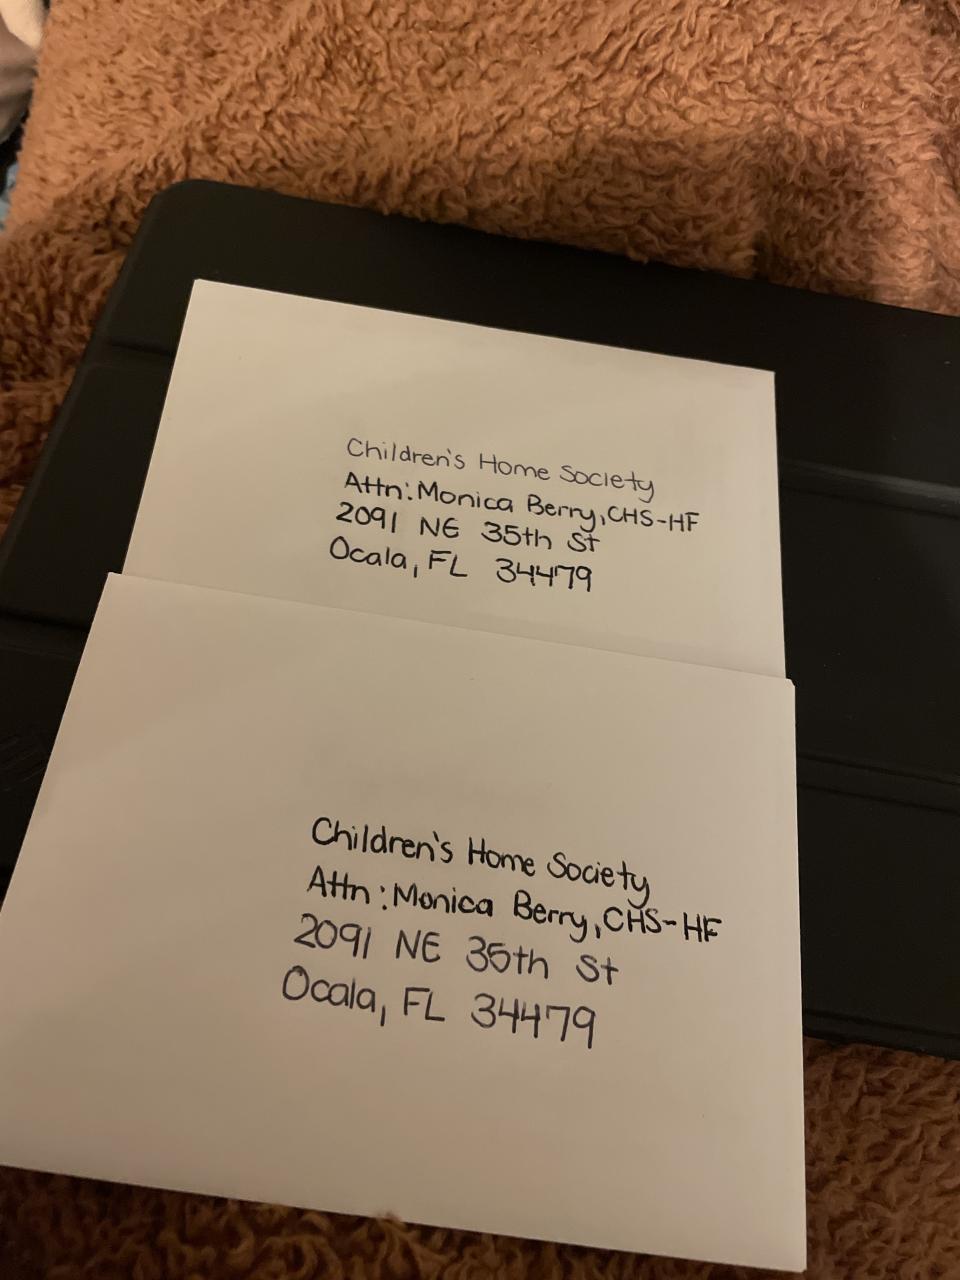 Children's Home Society
Attn: Monica Berry, CHS-HF
2091 NE 35th St
Ocala, FL 34479
Children's Home Society
Attn: Monica Berry, CHS-HF
2091 NE 35th St
Ocala, FL 34479